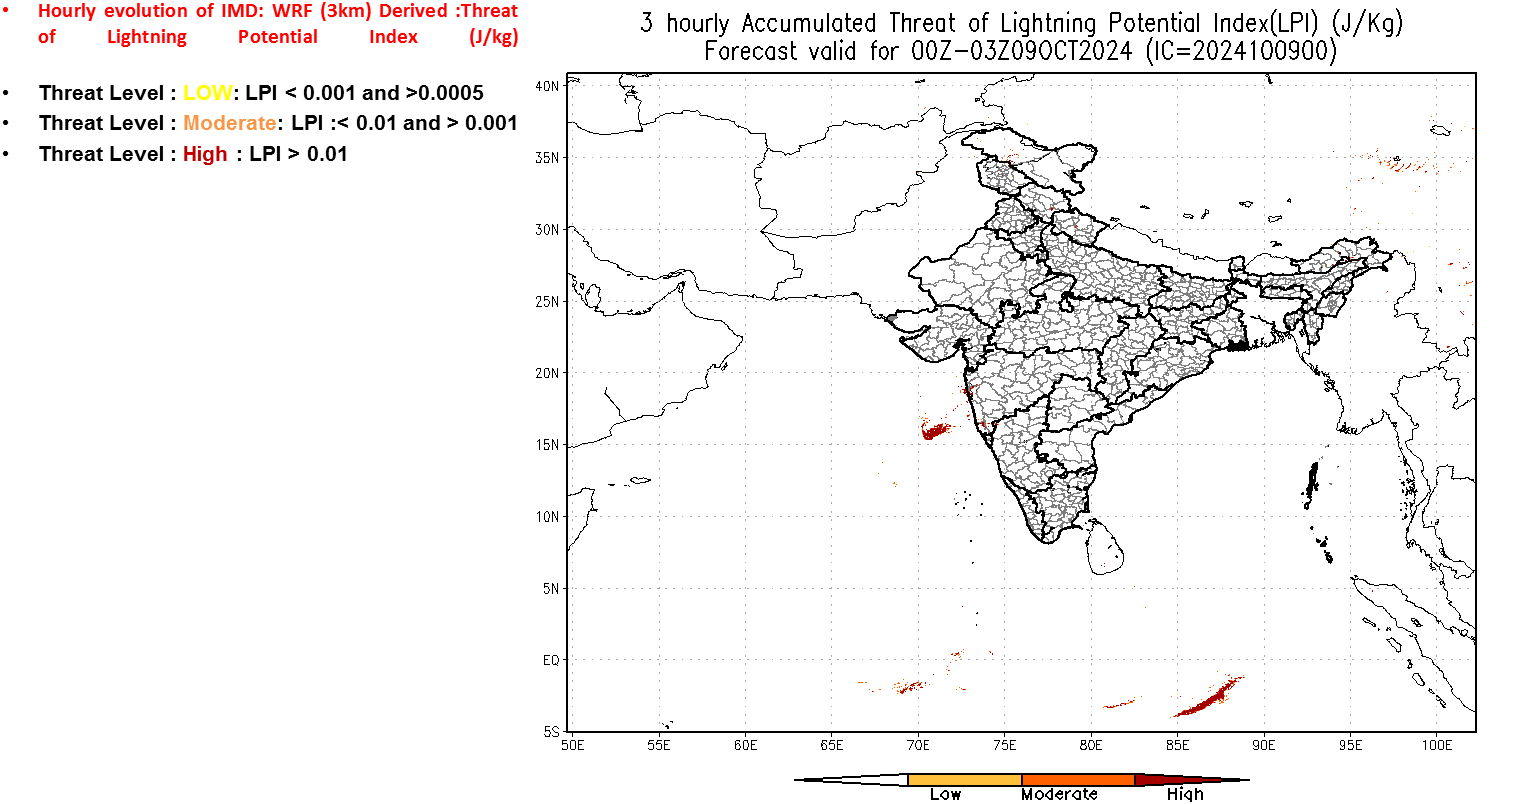 • Hourly evolution of IMD: WRF (3km) Derived :Threat
of Lightning Potential Index (J/kg)
• Threat Level : LOW: LPI < 0.001 and >0.0005
• Threat Level : Moderate: LPI :< 0.01 and > 0.001
• Threat Level : High : LPI > 0.01
3 hourly Accumulated Threat of Lightning Potential Index(LPI) (J/Kg)
Forecast valid for 00Z-03Z09OCT2024 (IC=2024100900)
40N
35N
30N
25N
20N
15N
10N
5N
EQ
5S
50E 55E 60E 65E 70E 75E 80E 85E 90E 95E 100E
Low Moderate High